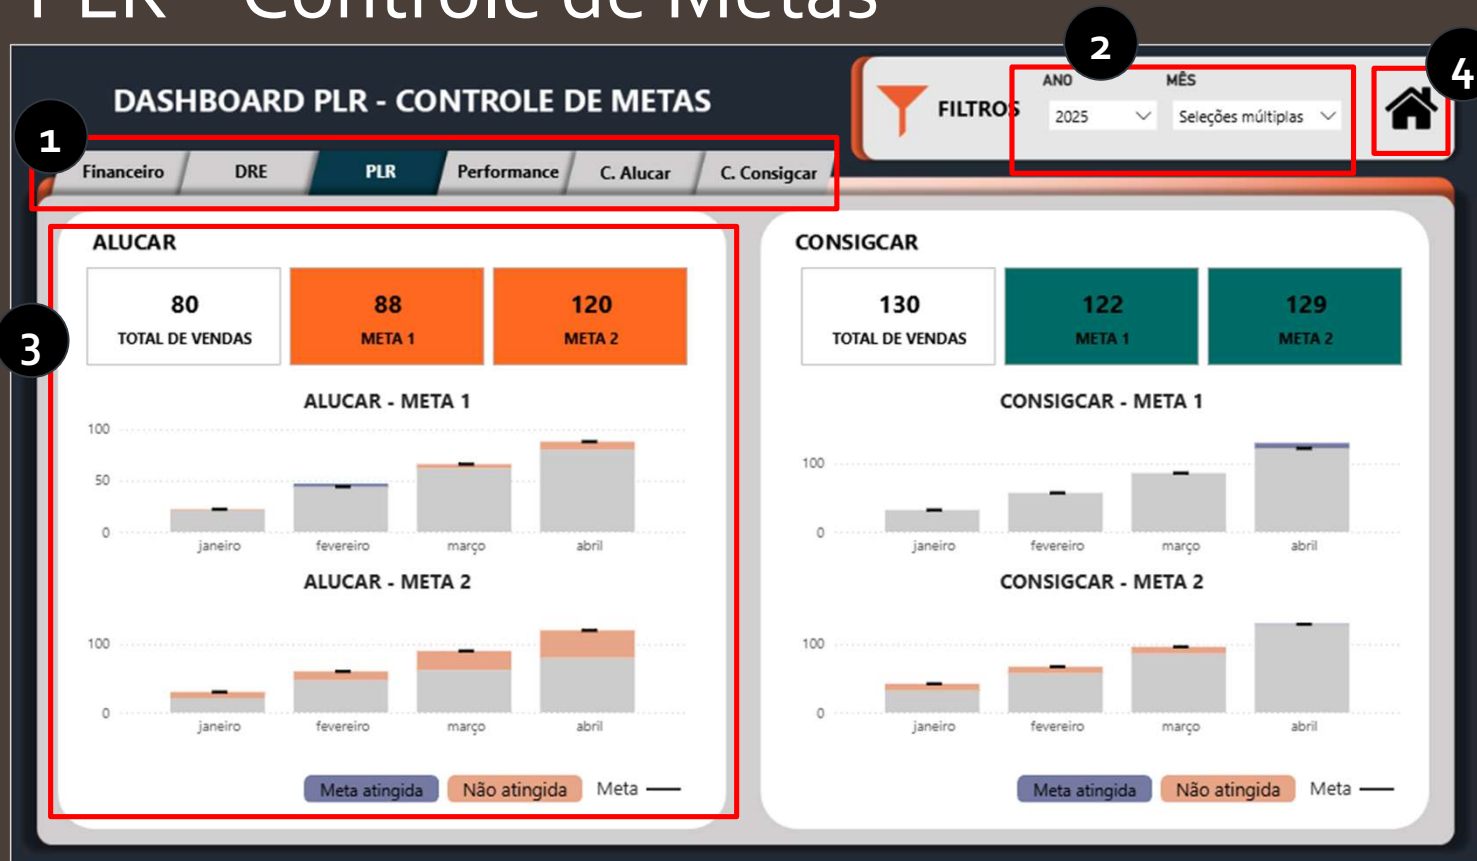 PLR - Controle de Metas
2
4
DASHBOARD PLR - CONTROLE DE METAS
FILTROS
ANO
MÊS
2025
Seleções múltiplas
1
Financeiro
DRE
PLR
Performance
C. Alucar
C. Consigcar
3
ALUCAR
80
TOTAL DE VENDAS
88
META 1
120
META 2
ALUCAR - META 1
100
50
0
janeiro
fevereiro
março
abril
ALUCAR - META 2
100
0
janeiro
fevereiro
março
abril
Meta atingida
Não atingida
Meta
CONSIGCAR
130
TOTAL DE VENDAS
122
META 1
129
META 2
CONSIGCAR - META 1
100
0
janeiro
fevereiro
março
abril
CONSIGCAR - META 2
100
0
janeiro
fevereiro
março
abril
Meta atingida
Não atingida
Meta